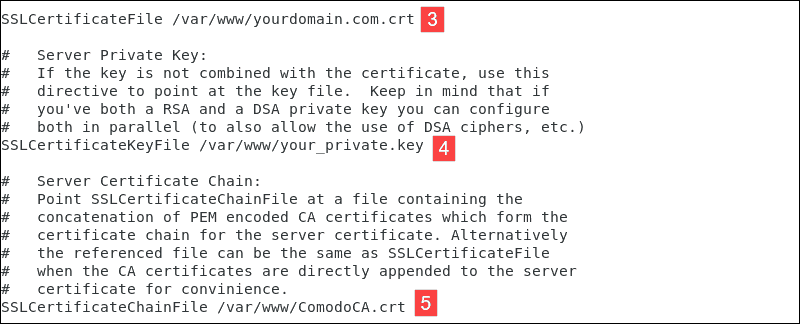 SSLCertificateFile /var/www/yourdomain.com.crt 3
#   Server Private Key:
#   If the key is not combined with the certificate, use this
#   directive to point at the key file.  Keep in mind that if
#   you've both a RSA and a DSA private key you can configure
#   both in parallel (to also allow the use of DSA ciphers, etc.)
SSLCertificateKeyFile /var/www/your_private.key 4
#   Server Certificate Chain:
#   Point SSLCertificateChainFile at a file containing the
#   concatenation of PEM encoded CA certificates which form the
#   certificate chain for the server certificate. Alternatively
#   the referenced file can be the same as SSLCertificateFile
#   when the CA certificates are directly appended to the server
#   certificate for convinience.
SSLCertificateChainFile /var/www/ComodoCA.crt 5